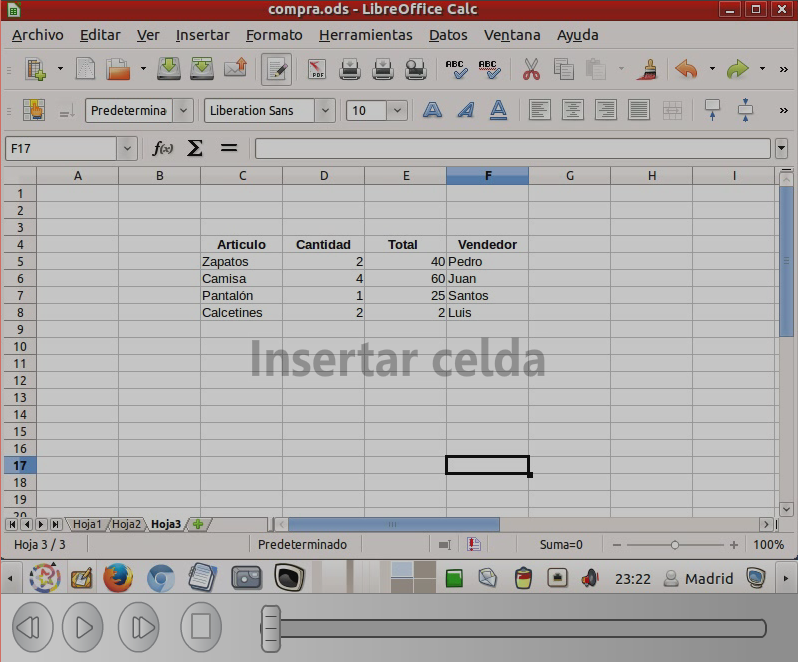 compra.ods - LibreOffice Calc
Archivo Editar Ver Insertar Formato Herramientas Datos Ventana Ayuda
PDF ABC ABC »
Predetermina Liberation Sans 10 A A A »
F17 f(x) Σ =
A B C D E F G H I
1
2
3
4 Articulo Cantidad Total Vendedor
5 Zapatos 2 40 Pedro
6 Camisa 4 60 Juan
7 Pantalón 1 25 Santos
8 Calcetines 2 2 Luis
9
10
Insertar celda
11
12
13
14
15
16
17
18
19
20
Hoja1 Hoja2 Hoja3
Hoja 3 / 3 Predeterminado Suma=0 100%
23:22 Madrid